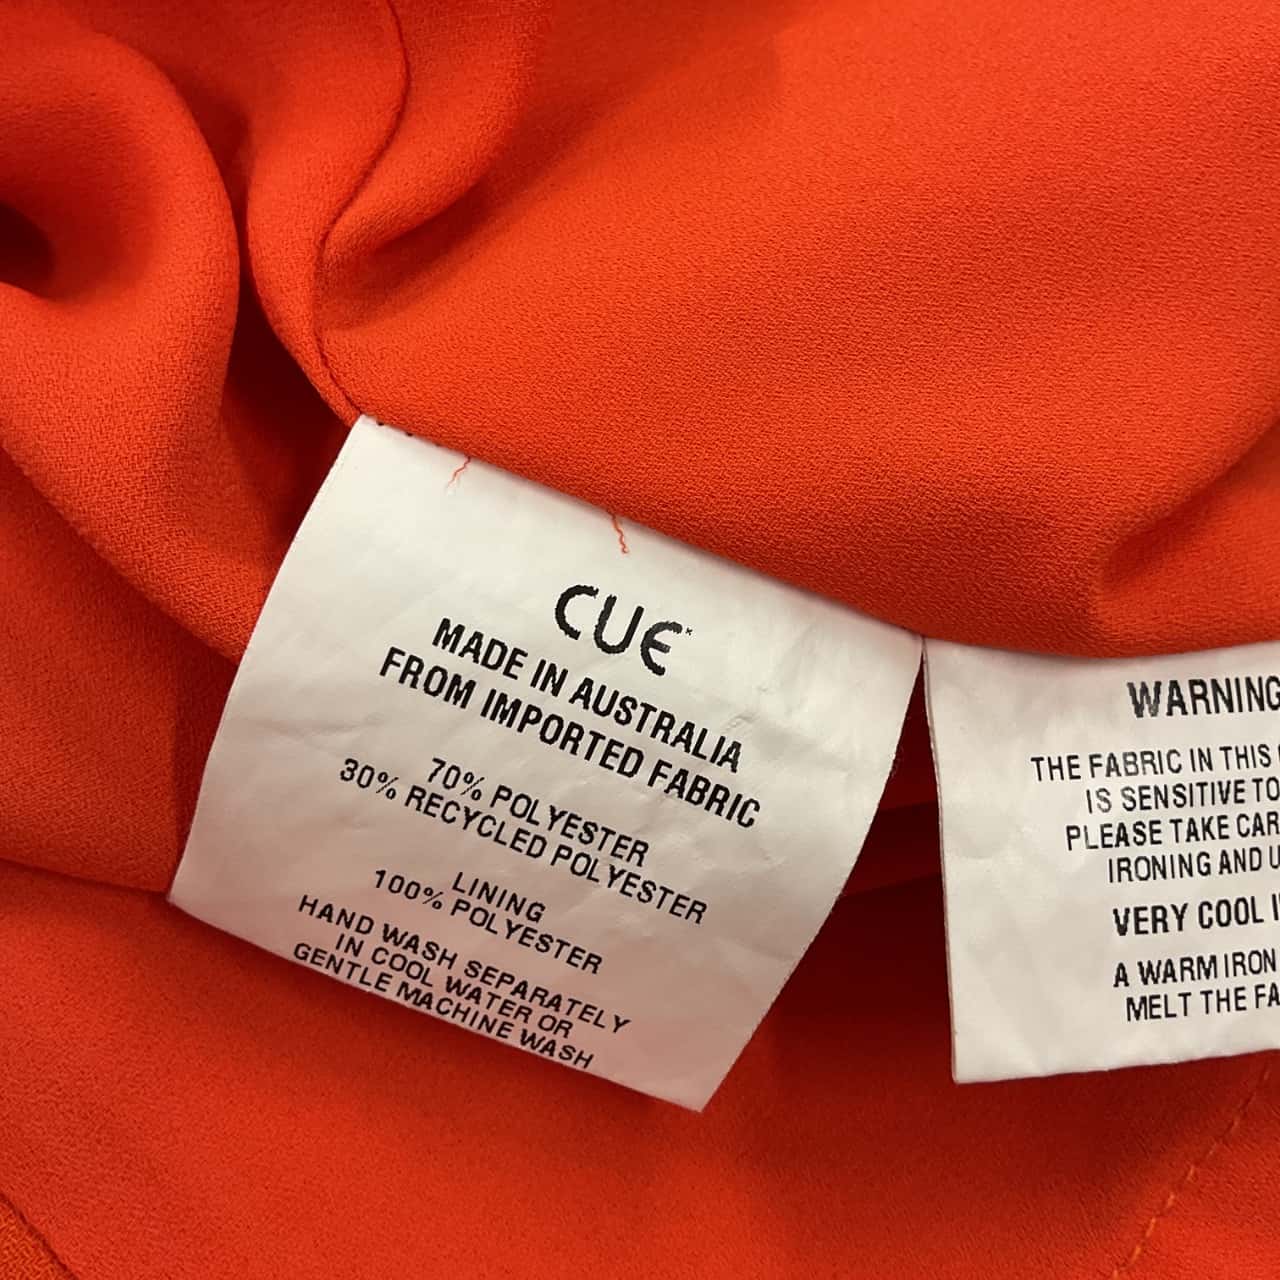 CUE
MADE IN AUSTRALIA
FROM IMPORTED FABRIC
70% POLYESTER
30% RECYCLED POLYESTER
LINING
100% POLYESTER
HAND WASH SEPARATELY
IN COOL WATER OR
GENTLE MACHINE WASH
WARNING
THE FABRIC IN THIS
IS SENSITIVE TO
PLEASE TAKE
IRONING AND
VERY COOL
A WARM IRON
MELT THE